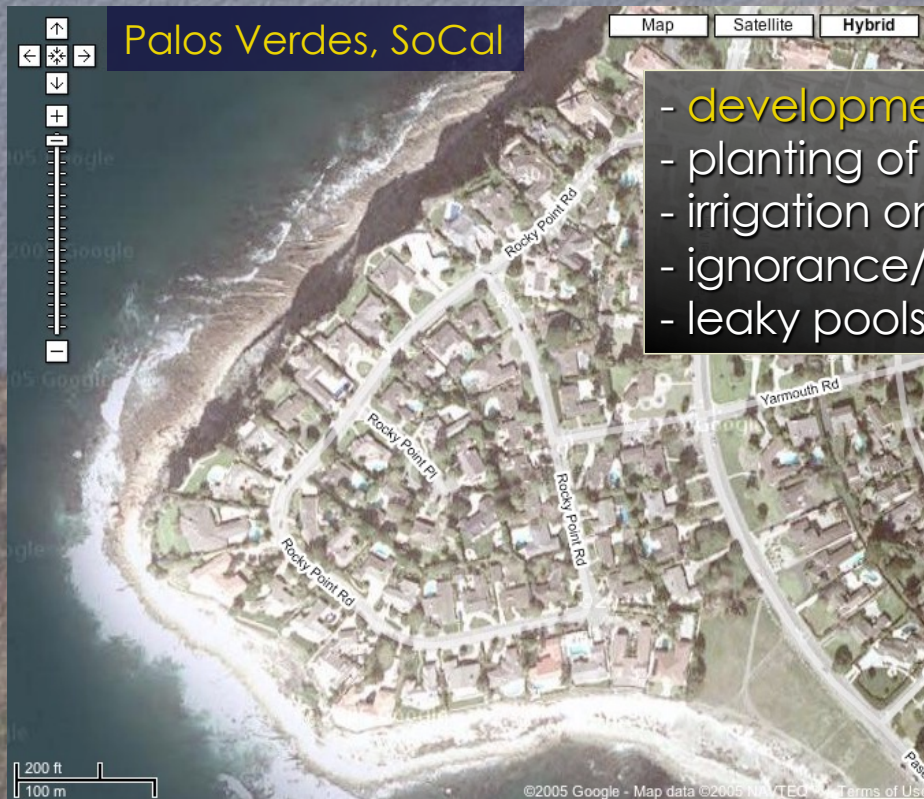 Palos Verdes, SoCal
Map
Satellite
Hybrid
- developme
- planting of
- irrigation or
- ignorance/
- leaky pools
Rocky Point Rd
Yarmouth Rd
Rocky Point Pl
Rocky Point Rd
Rocky Point Rd
200 ft
100 m
©2005 Google - Map data ©2005 NAVTEQ Terms of Us